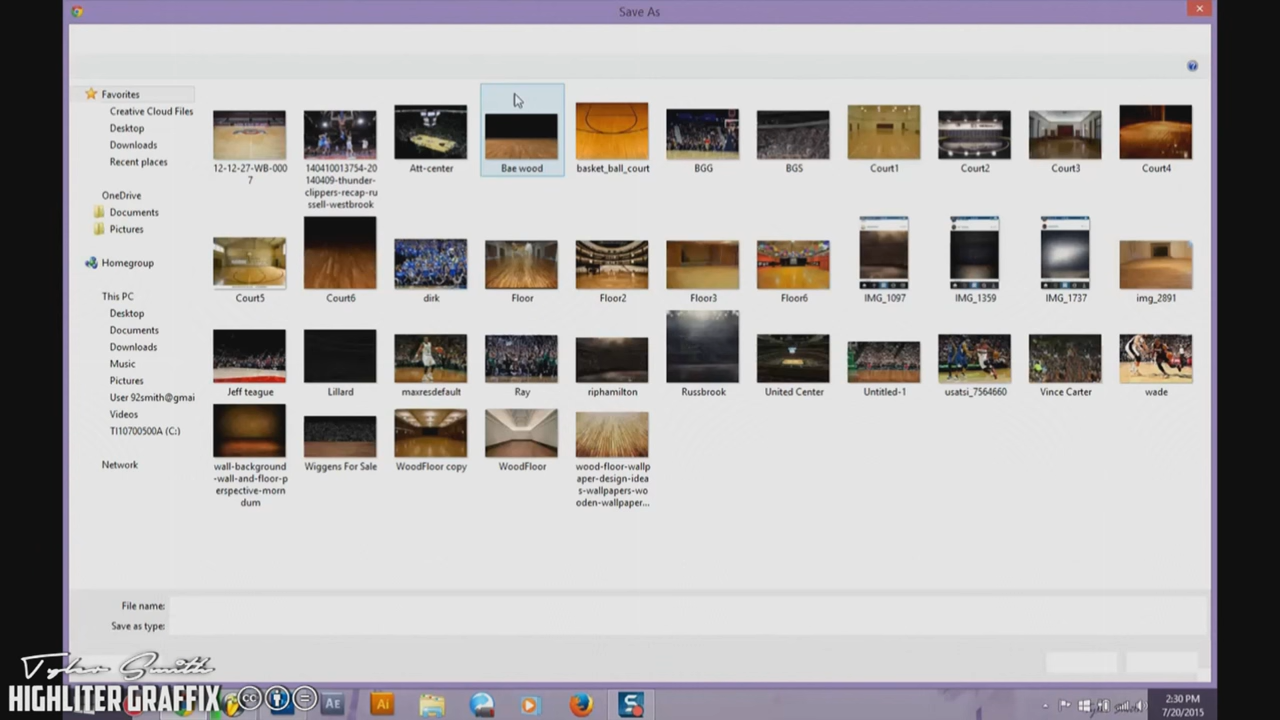 Save As
Favorites
Creative Cloud Files
Desktop
Downloads
Recent places
OneDrive
Documents
Pictures
Homegroup
This PC
Desktop
Documents
Downloads
Music
Pictures
User 92smith@gmai
Videos
TI10700500A (C:)
Network
12-12-27-WB-000
7
140410013754-20
140409-thunder-
clippers-recap-ru
ssell-westbrook
Att-center
Bae wood
basket_ball_court
BGG
BGS
Court1
Court2
Court3
Court4
Court5
Court6
dirk
Floor
Floor2
Floor3
Floor6
IMG_1097
IMG_1359
IMG_1737
img_2891
Jeff teague
Lillard
maxresdefault
Ray
riphamilton
Russbrook
United Center
Untitled-1
usatsi_7564660
Vince Carter
wade
wall-background
-wall-and-floor-p
erspective-morn
dum
Wiggens For Sale
WoodFloor copy
WoodFloor
wood-floor-wallp
aper-design-idea
s-wallpapers-wo
oden-wallpaper...
File name:
Save as type:
Tyler Smith
HIGHLITER GRAFFIX
cc
Ae
Ai
S
2:30 PM
7/20/2015